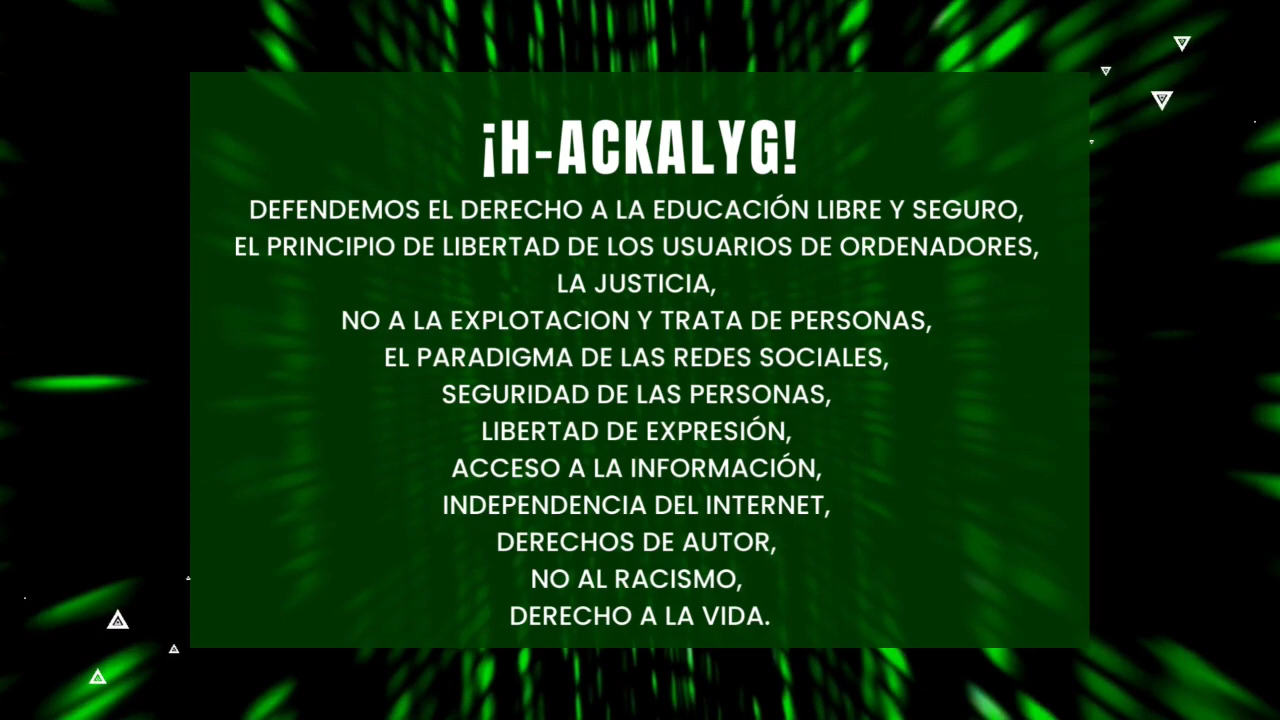 ¡H-ACKALYG!
DEFENDEMOS EL DERECHO A LA EDUCACIÓN LIBRE Y SEGURO,
EL PRINCIPIO DE LIBERTAD DE LOS USUARIOS DE ORDENADORES,
LA JUSTICIA,
NO A LA EXPLOTACION Y TRATA DE PERSONAS,
EL PARADIGMA DE LAS REDES SOCIALES,
SEGURIDAD DE LAS PERSONAS,
LIBERTAD DE EXPRESIÓN,
ACCESO A LA INFORMACIÓN,
INDEPENDENCIA DEL INTERNET,
DERECHOS DE AUTOR,
NO AL RACISMO,
DERECHO A LA VIDA.